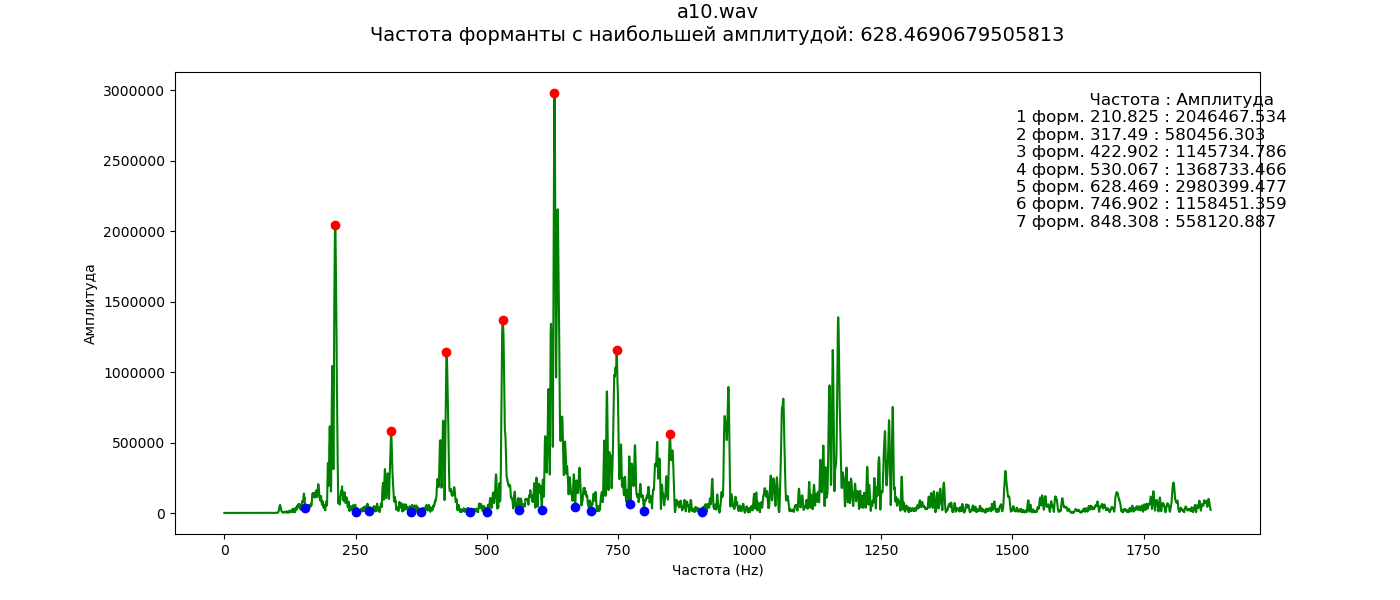 a10.wav
Частота форманты с наибольшей амплитудой: 628.4690679505813
Частота : Амплитуда
1 форм. 210.825 : 2046467.534
2 форм. 317.49 : 580456.303
3 форм. 422.902 : 1145734.786
4 форм. 530.067 : 1368733.466
5 форм. 628.469 : 2980399.477
6 форм. 746.902 : 1158451.359
7 форм. 848.308 : 558120.887
Амплитуда
3000000
2500000
2000000
1500000
1000000
500000
0
0 250 500 750 1000 1250 1500 1750
Частота (Hz)